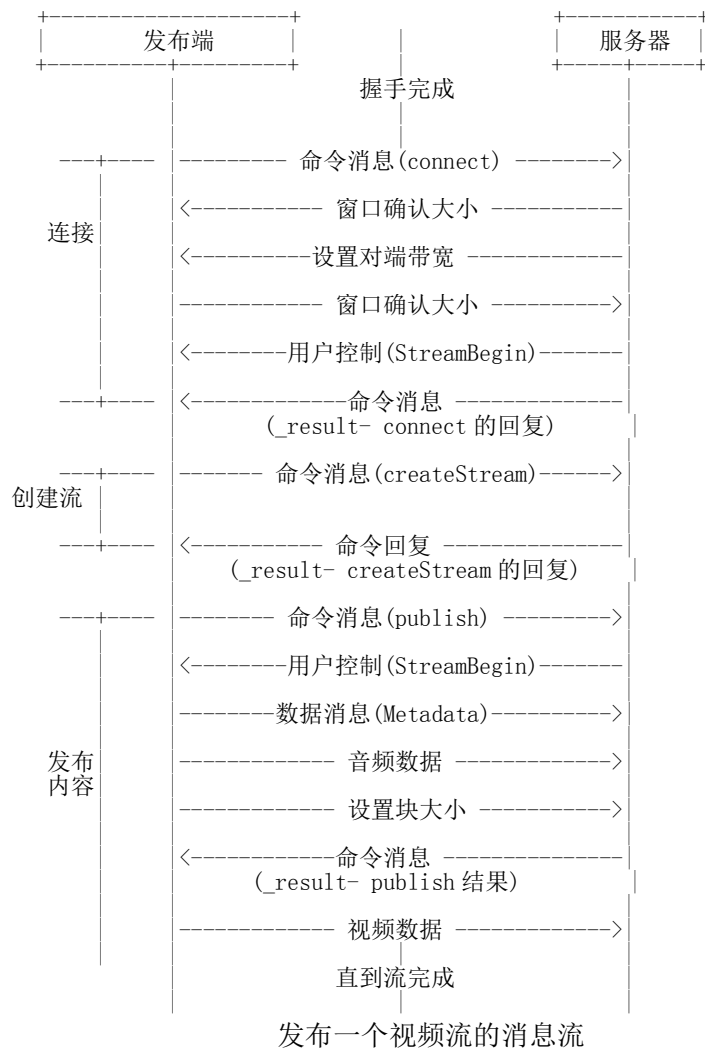 发布端 服务器
握手完成
命令消息(connect)
窗口确认大小
连接
设置对端带宽
窗口确认大小
用户控制(StreamBegin)
命令消息
(_result- connect 的回复)
命令消息(createStream)
创建流
命令回复
(_result- createStream 的回复)
命令消息(publish)
用户控制(StreamBegin)
数据消息(Metadata)
发布
内容
音频数据
设置块大小
命令消息
(_result- publish 结果)
视频数据
直到流完成
发布一个视频流的消息流